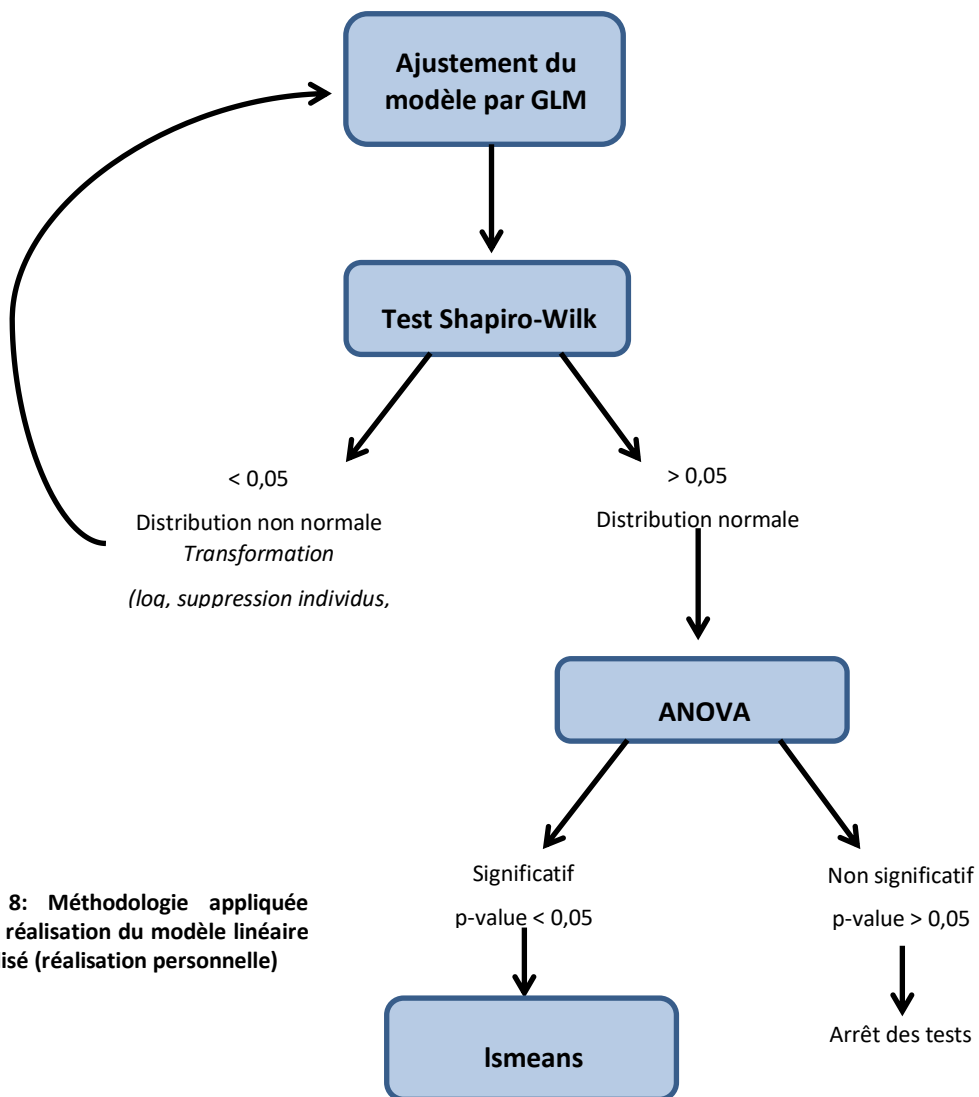 Ajustement du
modèle par GLM
Test Shapiro-Wilk
< 0,05
Distribution non normale
Transformation
(log, suppression individus,
> 0,05
Distribution normale
ANOVA
Significatif
p-value < 0,05
Non significatif
p-value > 0,05
8: Méthodologie appliquée
réalisation du modèle linéaire
lisé (réalisation personnelle)
lsmeans
Arrêt des tests